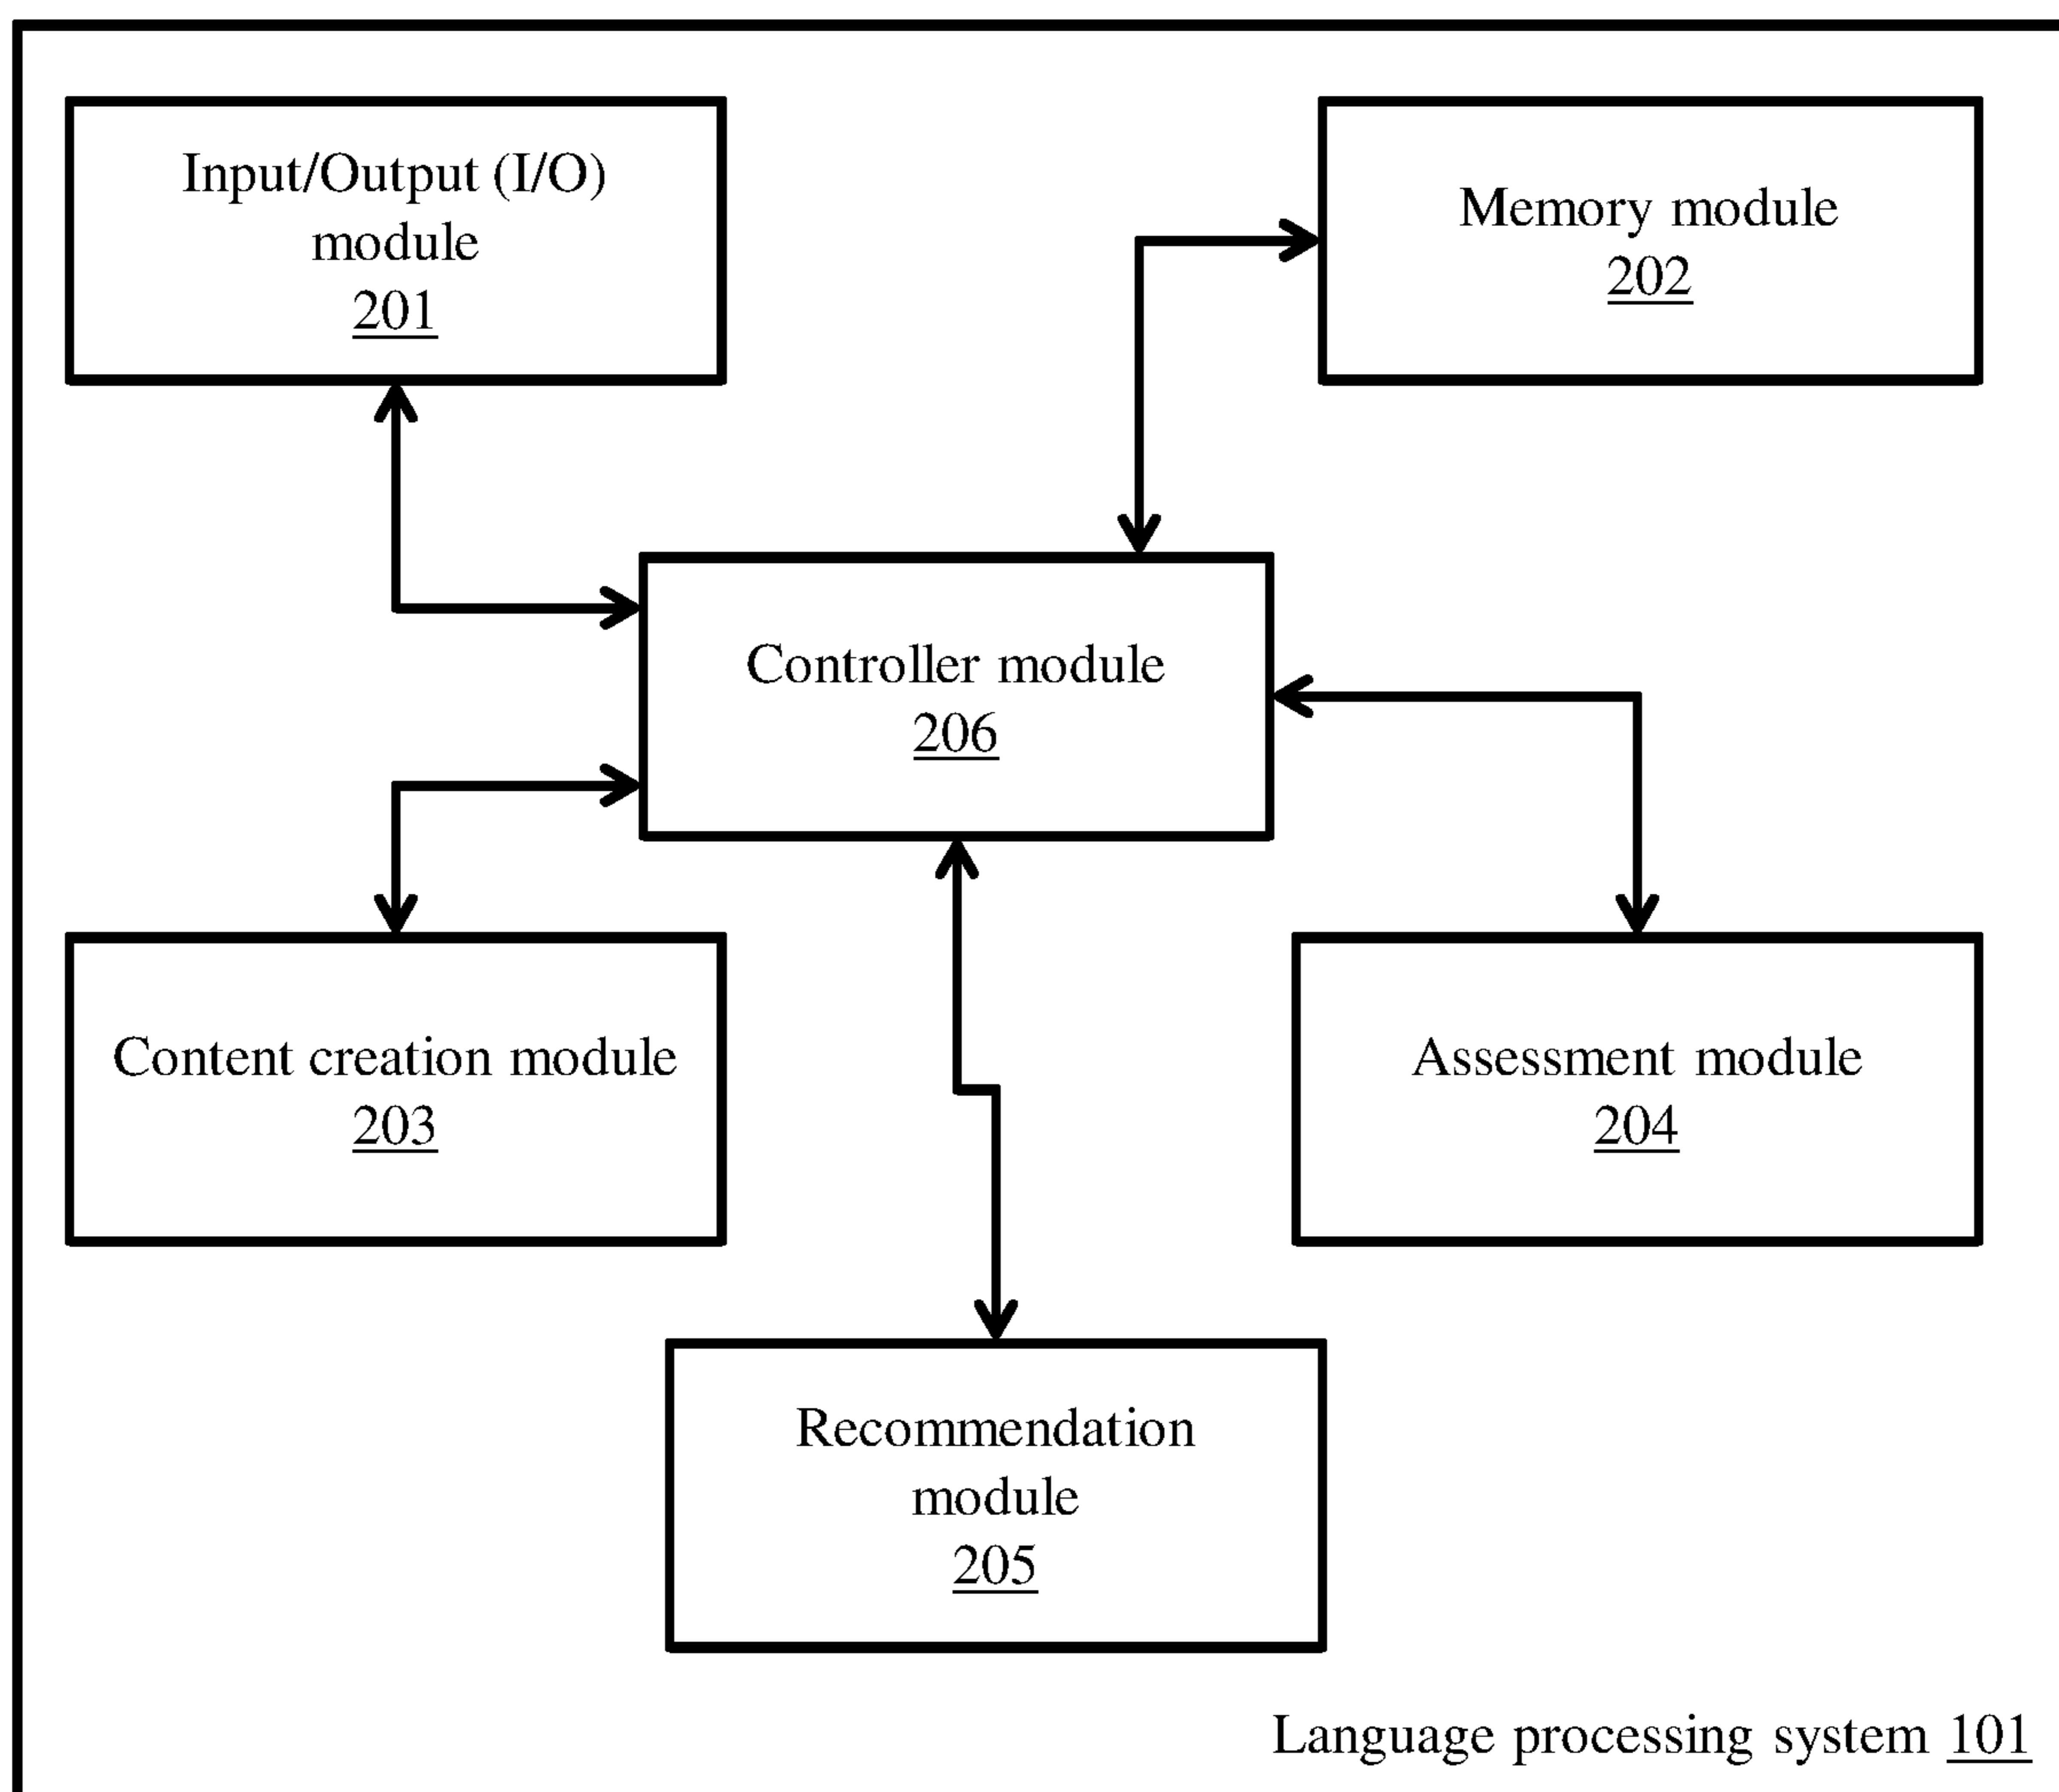 Input/Output (I/O)
module
201
Memory module
202
Controller module
206
Content creation module
203
Assessment module
204
Recommendation
module
205
Language processing system 101